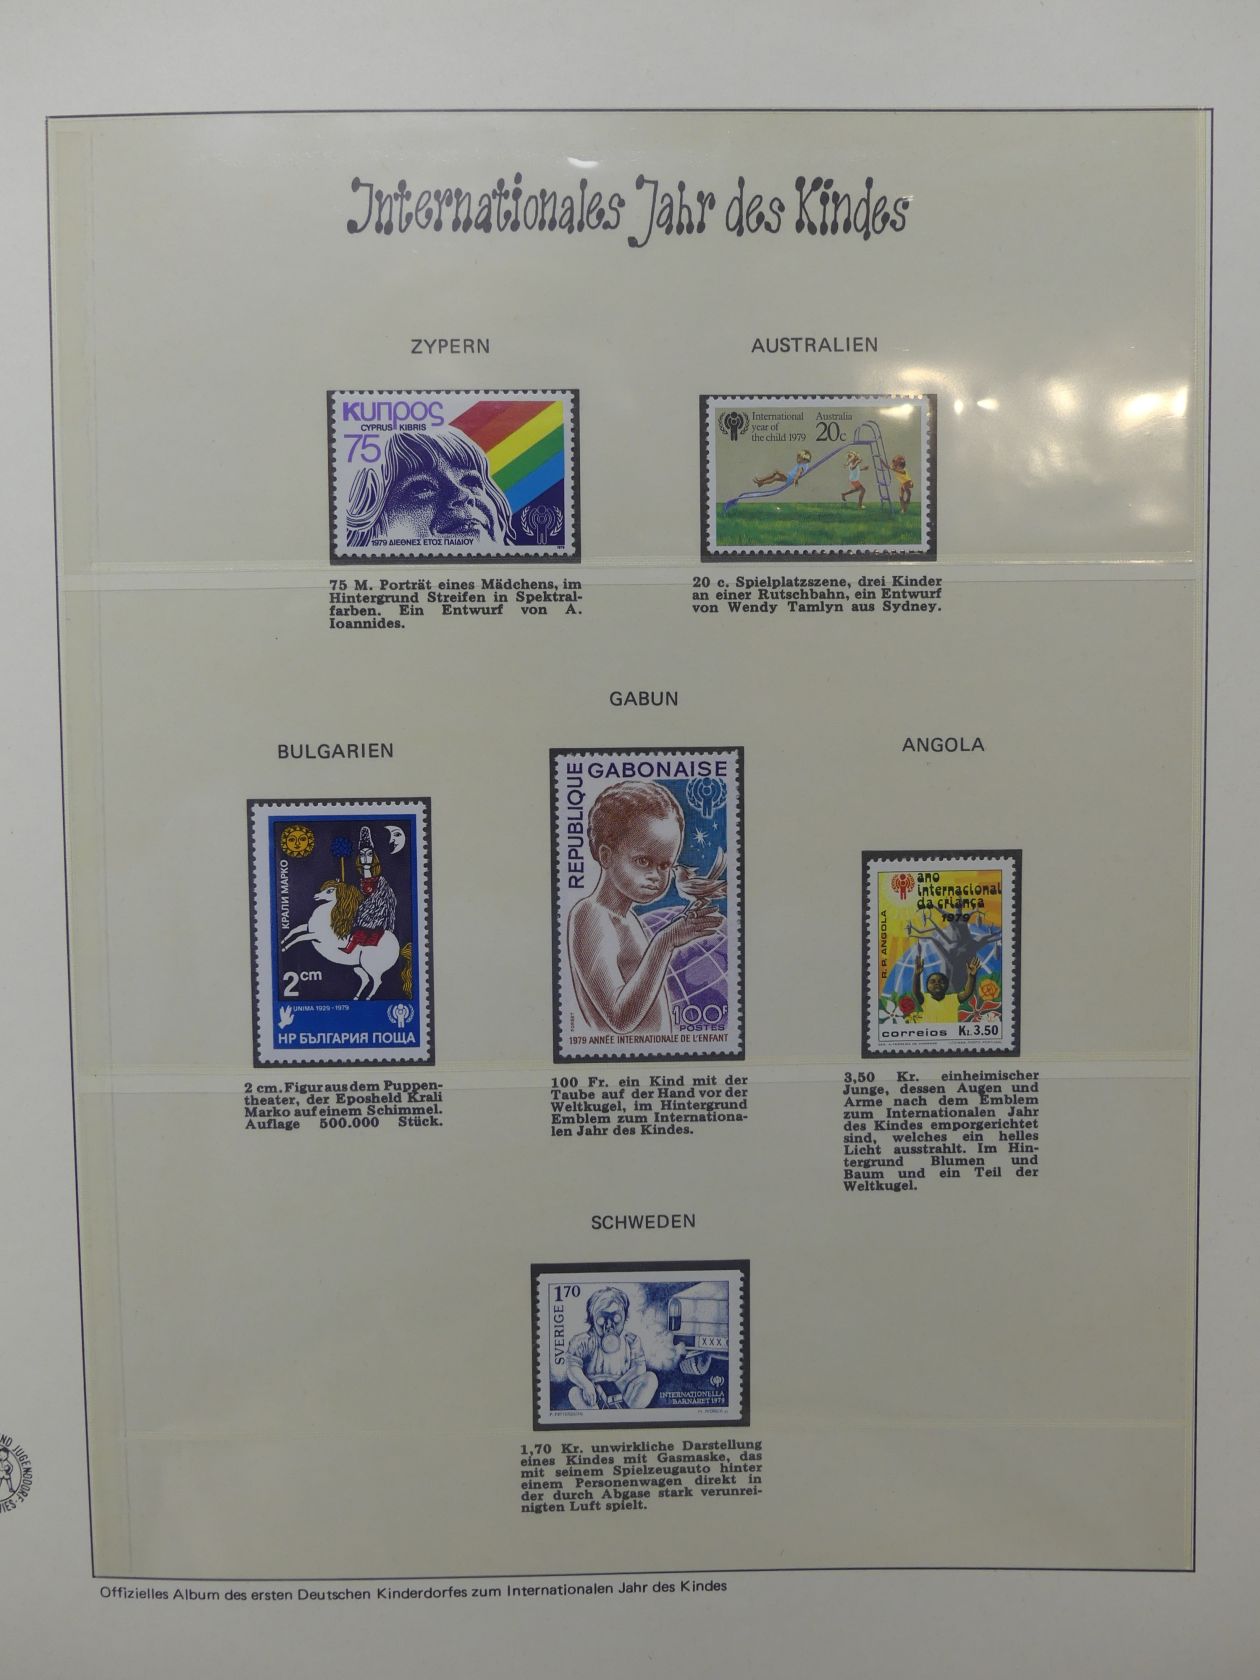 Internationales Jahr des Kindes
ZYPERN
AUSTRALIEN
Κυπρος
CYPRUS KIBRIS
75
1979 ΔΙΕΘΝΕΣ ΕΤΟΣ ΠΑΙΔΙΟΥ
International
year of
the child 1979
Australia
20c
75 M. Porträt eines Mädchens, im
Hintergrund Streifen in Spektral-
farben. Ein Entwurf von A.
Ioannides.
20 c. Spielplatzszene, drei Kinder
an einer Rutschbahn, ein Entwurf
von Wendy Tamlyn aus Sydney.
BULGARIEN
GABUN
ANGOLA
КРАЛИ МАРКО
2cm
UNIMA 1929-1979
НР БЪЛГАРИЯ ПОЩА
REPUBLIQUE
GABONAISE
100F
POSTES
1979 ANNÉE INTERNATIONALE DE L'ENFANT
ano
internacional
da criança
1979
R. P. ANGOLA
correios Kz. 3.50
2 cm. Figur aus dem Puppen-
theater, der Eposheld Krali
Marko auf einem Schimmel.
Auflage 500.000 Stück.
100 Fr. ein Kind mit der
Taube auf der Hand vor der
Weltkugel, im Hintergrund
Emblem zum Internationa-
len Jahr des Kindes.
3,50 Kr. einheimischer
Junge, dessen Augen und
Arme nach dem Emblem
zum Internationalen Jahr
des Kindes emporgerichtet
sind, welches ein helles
Licht ausstrahlt. Im Hin-
tergrund Blumen und
Baum und ein Teil der
Weltkugel.
SCHWEDEN
SVERIGE
1.70
XXX
INTERNATIONELLA
BARNÅRET 1979
1,70 Kr. unwirkliche Darstellung
eines Kindes mit Gasmaske, das
mit seinem Spielzeugauto hinter
einem Personenwagen direkt in
der durch Abgase stark verunrei-
nigten Luft spielt.
ND JUGENDDORF
Offizielles Album des ersten Deutschen Kinderdorfes zum Internationalen Jahr des Kindes